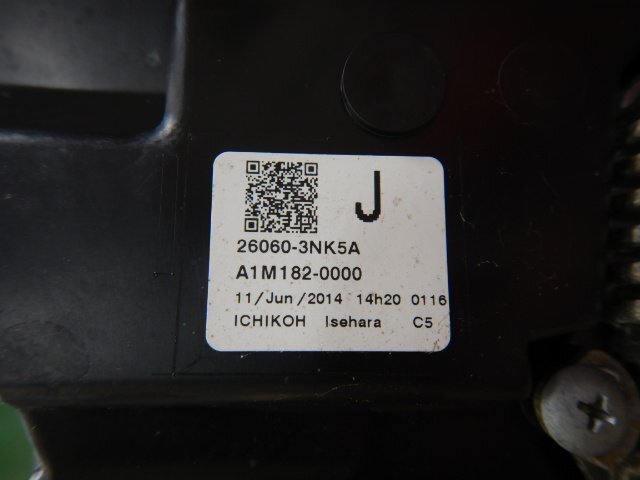 J
26060-3NK5A
A1M182-0000
11/Jun/2014 14h20 0116
ICHIKOH Isehara C5